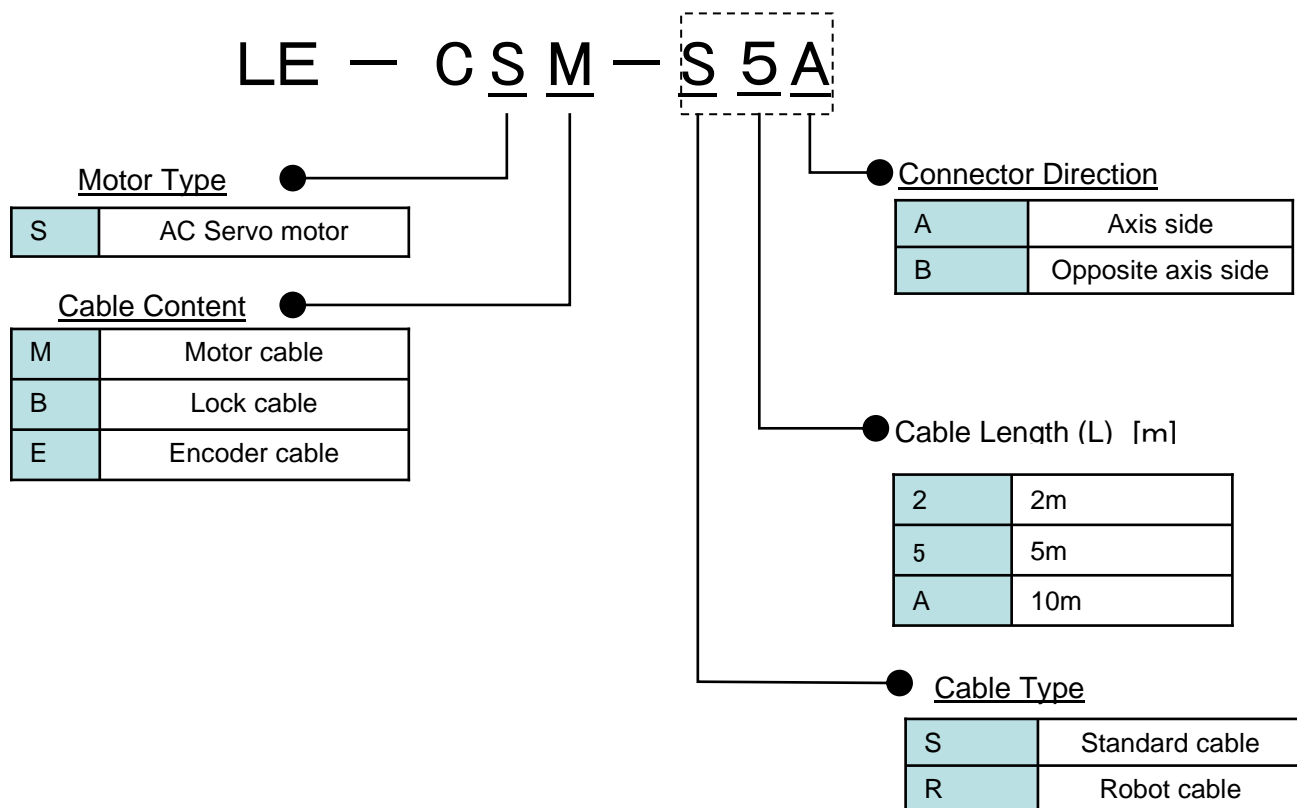 LE － CSM－S5A
Motor Type
S AC Servo motor
Cable Content
M Motor cable
B Lock cable
E Encoder cable
Connector Direction
A Axis side
B Opposite axis side
Cable Length (L) [m]
2 2m
5 5m
A 10m
Cable Type
S Standard cable
R Robot cable